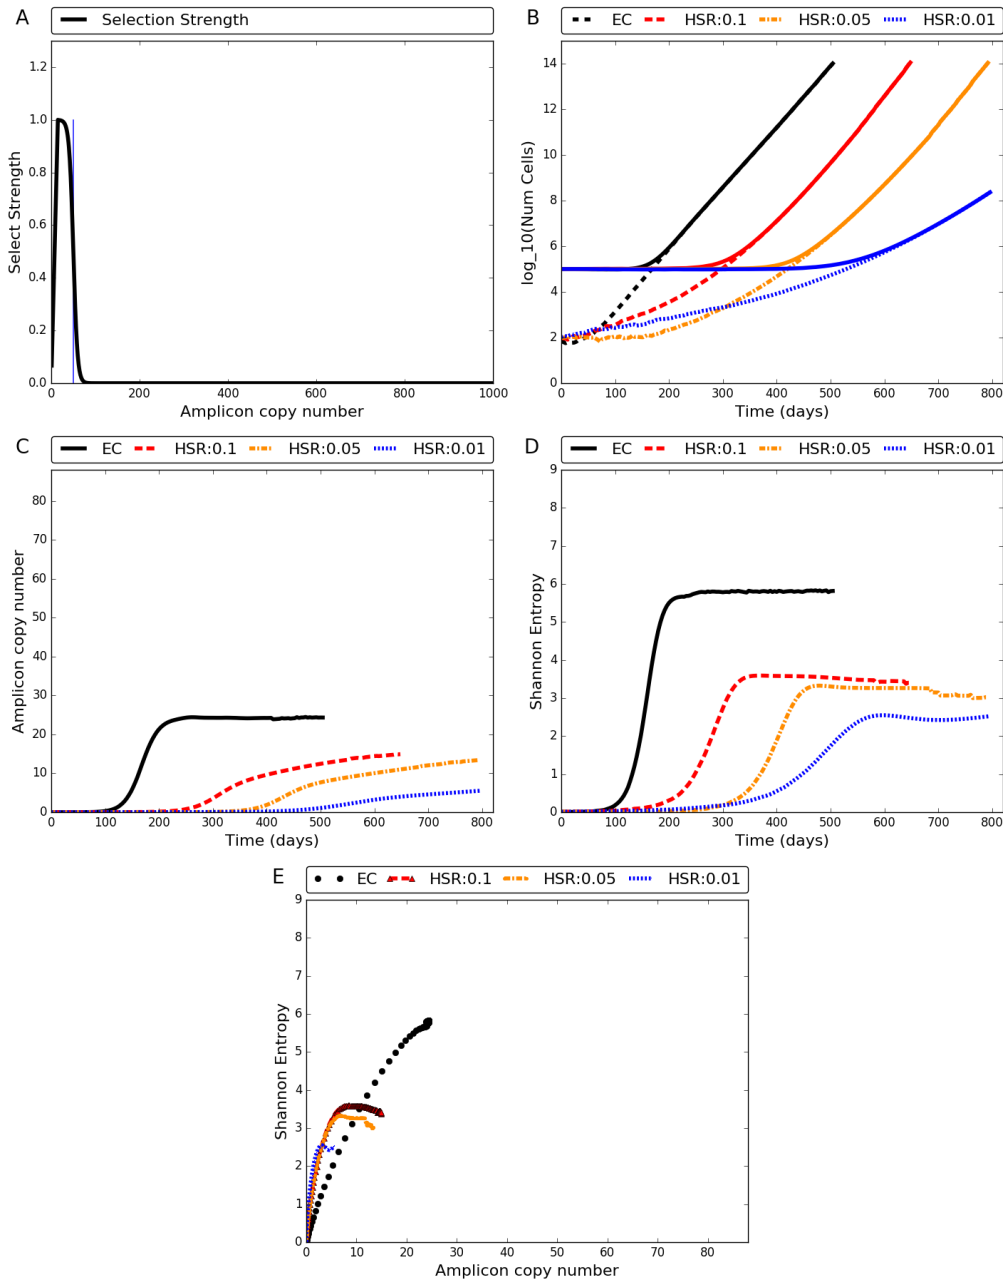 A
Selection Strength
1.2
1.0
0.8
0.6
0.4
0.2
0.0
Select Strength
0 200 400 600 800 1000
Amplicon copy number
B
EC HSR:0.1 HSR:0.05 HSR:0.01
14
12
10
8
6
4
2
0
log_10(Num Cells)
0 100 200 300 400 500 600 700 800
Time (days)
C
EC HSR:0.1 HSR:0.05 HSR:0.01
80
70
60
50
40
30
20
10
0
Amplicon copy number
0 100 200 300 400 500 600 700 800
Time (days)
D
EC HSR:0.1 HSR:0.05 HSR:0.01
9
8
7
6
5
4
3
2
1
0
Shannon Entropy
0 100 200 300 400 500 600 700 800
Time (days)
E
EC HSR:0.1 HSR:0.05 HSR:0.01
9
8
7
6
5
4
3
2
1
0
Shannon Entropy
0 10 20 30 40 50 60 70 80
Amplicon copy number